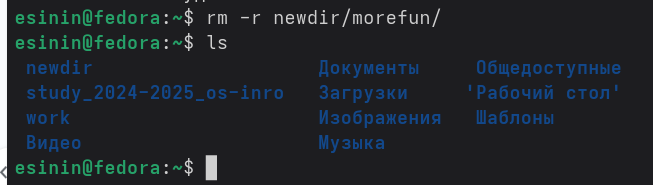 esinin@fedora:~$ rm -r newdir/morefun/
esinin@fedora:~$ ls
newdir Документы Общедоступные
study_2024-2025_os-inro Загрузки 'Рабочий стол'
work Изображения Шаблоны
Видео Музыка
esinin@fedora:~$